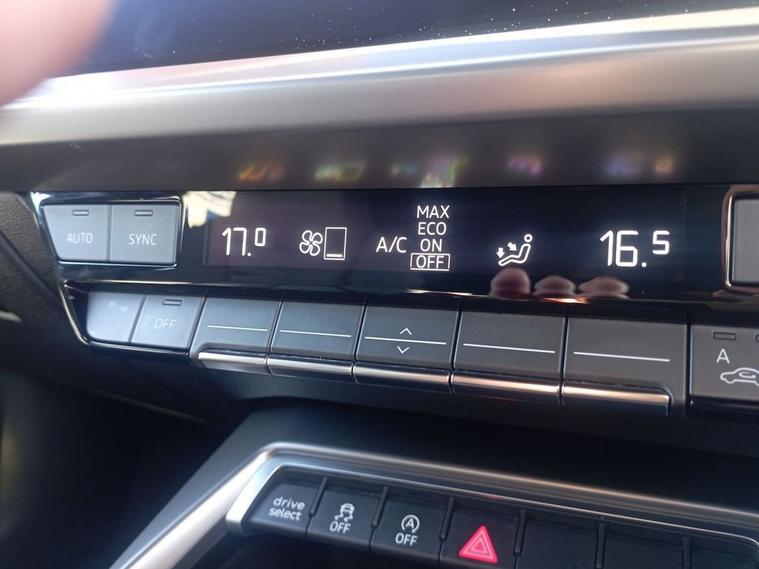 AUTO
SYNC
17.0
A/C
MAX
ECO
ON
OFF
16.5
OFF
A
drive
select
OFF
OFF